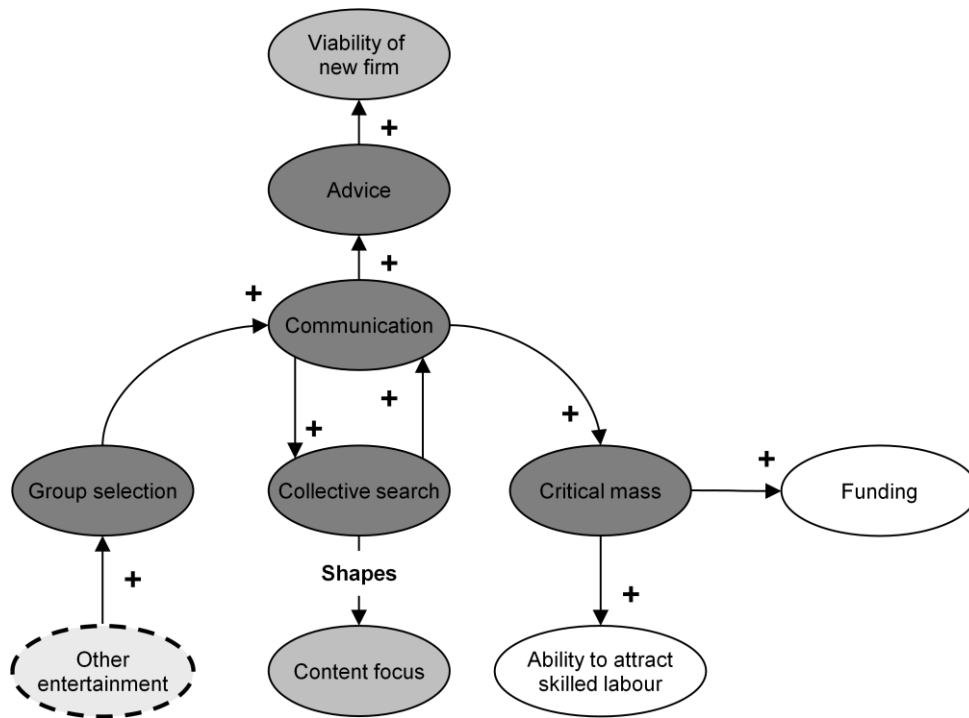 Viability of
new firm
+
Advice
+
+
Communication
+
+
+
Group selection
Collective search
Critical mass
+
Funding
+
Shapes
+
Other
entertainment
Content focus
Ability to attract
skilled labour